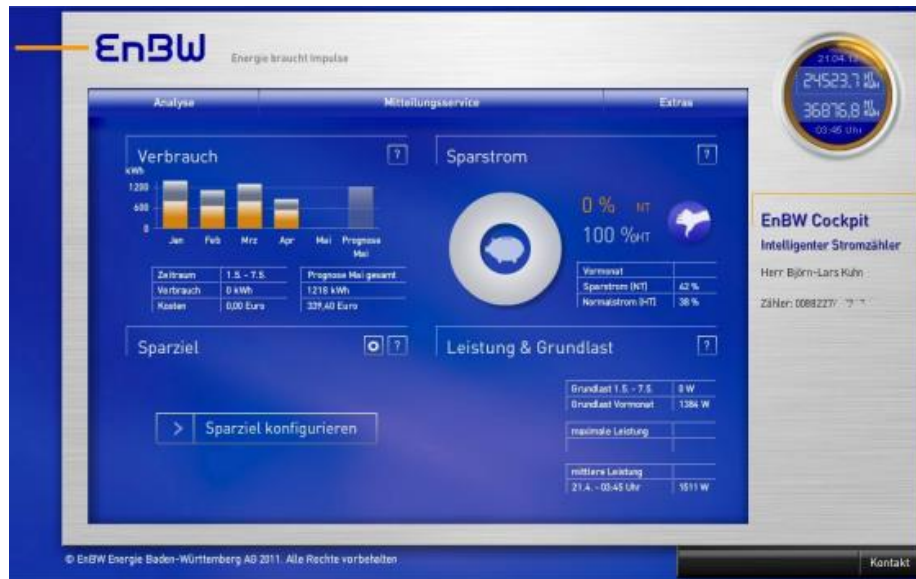 EnBW
Energie braucht Impulse
21.04.
24523,7
36876,8
03:45 Uhr
Analyse
Mitteilungsservice
Extras
Verbrauch
?
kWh
1200
600
0
Jan
Feb
Mrz
Apr
Mai
Prognose
Mai
Zeitraum 1.5. - 7.5.
Verbrauch 0 kWh
Kosten 0,00 Euro
Prognose Mai gesamt
1218 kWh
339,40 Euro
Sparstrom
?
0 % NT
100 % HT
Vormonat
Sparstrom (NT) 62 %
Normalstrom (HT) 38 %
EnBW Cockpit
Intelligenter Stromzähler
Herr Björn-Lars Kuhn
Zähler: 0088227
Sparziel
?
Sparziel konfigurieren
Leistung & Grundlast
?
Grundlast 1.5. - 7.5. 0 W
Grundlast Vormonat 1384 W
maximale Leistung
mittlere Leistung
21.4. - 03:45 Uhr 1511 W
© EnBW Energie Baden-Württemberg AG 2011. Alle Rechte vorbehalten
Kontakt